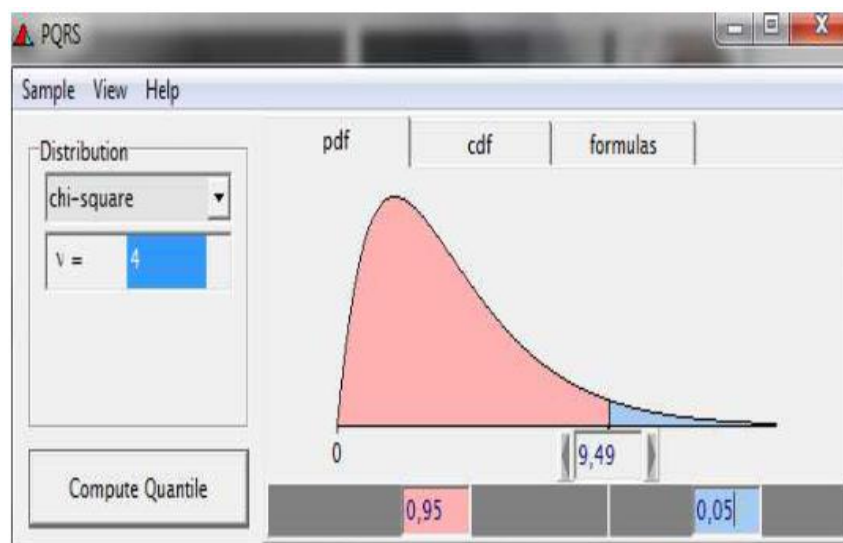 PQRS
Sample View Help
Distribution
chi-square
ν = 4
Compute Quantile
pdf cdf formulas
0
9,49
0,95 0,05